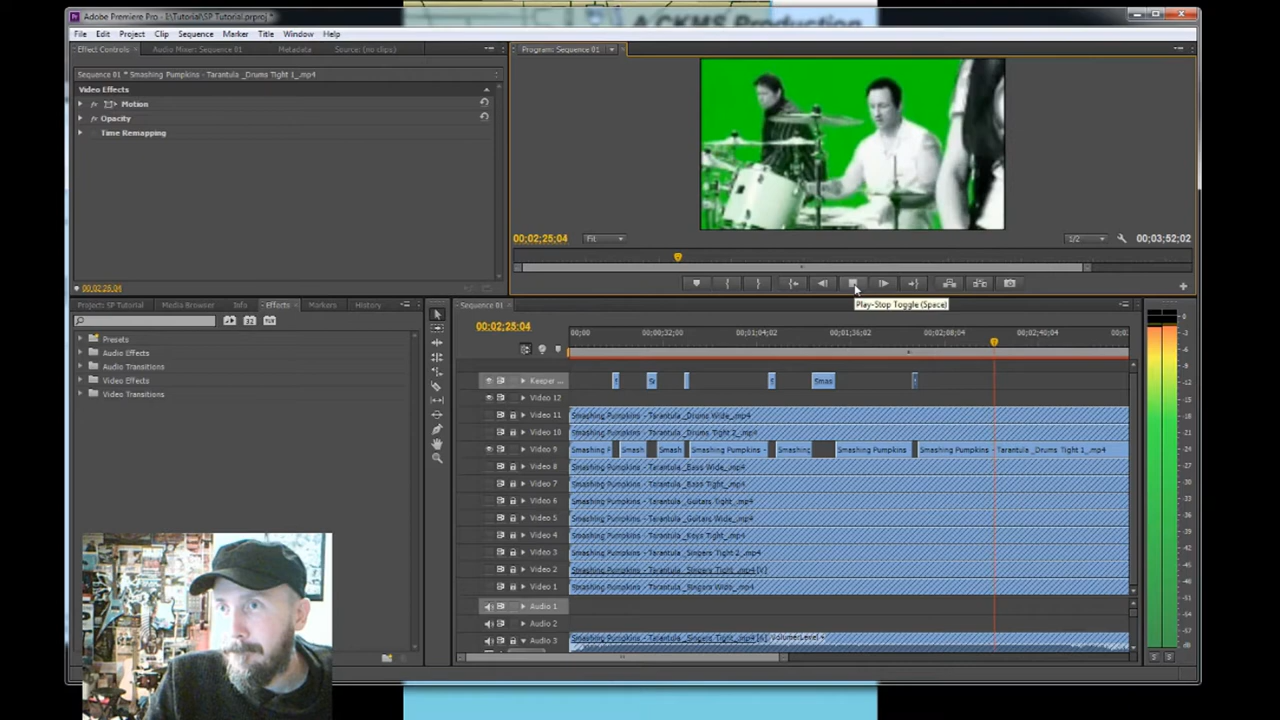 A CKMS Production
Adobe Premiere Pro - I:\Tutorial\SP Tutorial.prproj *
File Edit Project Clip Sequence Marker Title Window Help
Effect Controls Audio Mixer: Sequence 01 Metadata Source: (no clips)
Program: Sequence 01
Sequence 01 * Smashing Pumpkins - Tarantula _Drums Tight 1_.mp4
Video Effects
fx Motion
fx Opacity
Time Remapping
00;02;25;04
00;02;25;04 Fit 1/2 00;03;52;02
Play-Stop Toggle (Space)
Project: SP Tutorial Media Browser Info Effects Markers History
Presets
Audio Effects
Audio Transitions
Video Effects
Video Transitions
Sequence 01
00;02;25;04
00;00 00;00;32;00 00;01;04;02 00;01;36;02 00;02;08;04 00;02;40;04
Keeper ... Smas
Video 12
Video 11 Smashing Pumpkins - Tarantula _Drums Wide_.mp4
Video 10 Smashing Pumpkins - Tarantula _Drums Tight 2_.mp4
Video 9 Smashing P Smash Smash Smashing Pumpkins - Smashing Smashing Pumpkins Smashing Pumpkins - Tarantula _Drums Tight 1_.mp4
Video 8 Smashing Pumpkins - Tarantula _Bass Wide_.mp4
Video 7 Smashing Pumpkins - Tarantula _Bass Tight_.mp4
Video 6 Smashing Pumpkins - Tarantula _Guitars Tight_.mp4
Video 5 Smashing Pumpkins - Tarantula _Guitars Wide_.mp4
Video 4 Smashing Pumpkins - Tarantula _Keys Tight_.mp4
Video 3 Smashing Pumpkins - Tarantula _Singers Tight 2_.mp4
Video 2 Smashing Pumpkins - Tarantula _Singers Tight_.mp4 [V]
Video 1 Smashing Pumpkins - Tarantula _Singers Wide_.mp4
Audio 1
Audio 2
Audio 3 Smashing Pumpkins - Tarantula _Singers Tight_.mp4 [A] Volume:Level
S S